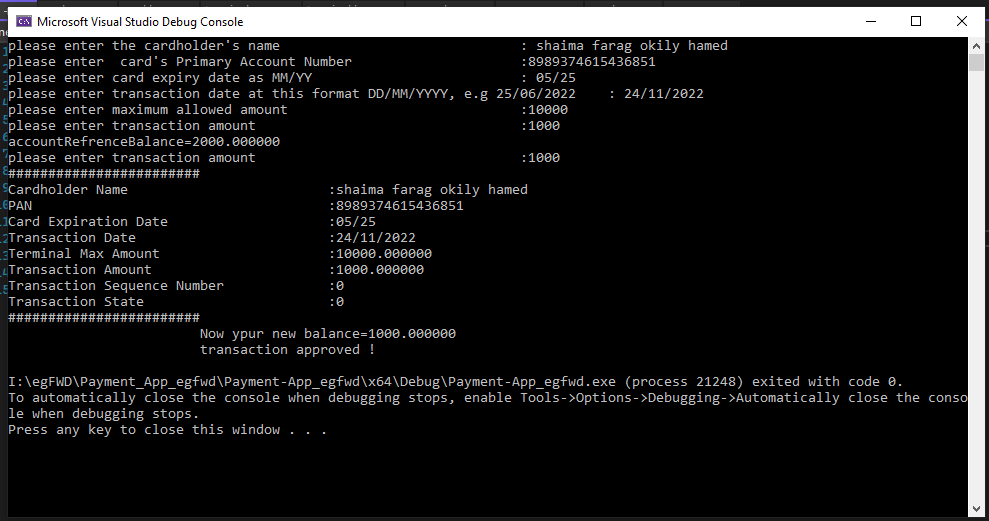 Microsoft Visual Studio Debug Console
please enter the cardholder's name : shaima farag okily hamed
please enter  card's Primary Account Number :8989374615436851
please enter card expiry date as MM/YY : 05/25
please enter transaction date at this format DD/MM/YYYY, e.g 25/06/2022 : 24/11/2022
please enter maximum allowed amount :10000
please enter transaction amount :1000
accountRefrenceBalance=2000.000000
please enter transaction amount :1000
########################
Cardholder Name :shaima farag okily hamed
PAN :8989374615436851
Card Expiration Date :05/25
Transaction Date :24/11/2022
Terminal Max Amount :10000.000000
Transaction Amount :1000.000000
Transaction Sequence Number :0
Transaction State :0
########################
Now ypur new balance=1000.000000
transaction approved !
I:\egFWD\Payment_App_egfwd\Payment-App_egfwd\x64\Debug\Payment-App_egfwd.exe (process 21248) exited with code 0.
To automatically close the console when debugging stops, enable Tools->Options->Debugging->Automatically close the conso
le when debugging stops.
Press any key to close this window . . .